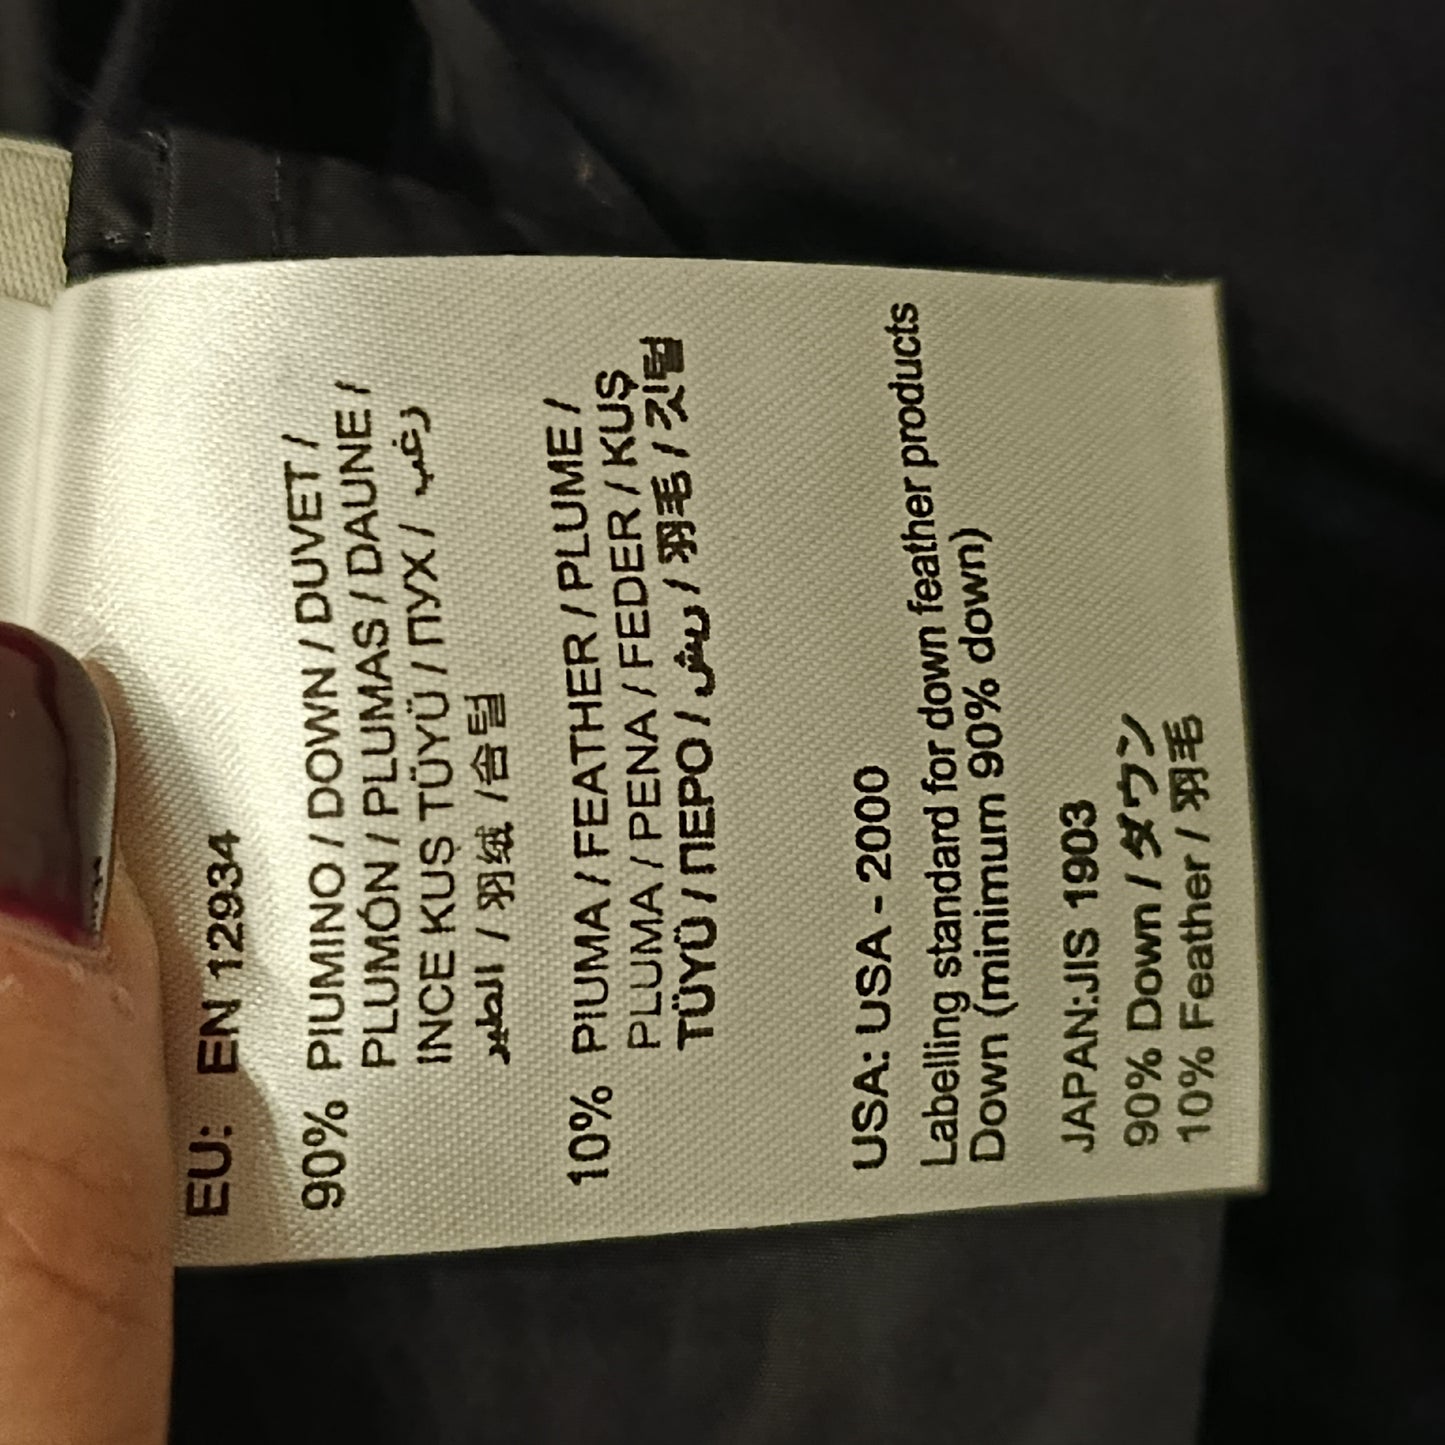 EU: EN 12934
90% PIUMINO / DOWN / DUVET /
PLUMÓN / PLUMAS / DAUNE /
INCE KUŞ TÜYÜ / ПУХ / زغب
الطير / 羽绒 / 솜털
10% PIUMA / FEATHER / PLUME /
PLUMA / PENA / FEDER / KUŞ
TÜYÜ / ПЕРО / ريش / 羽毛 / 깃털
USA: USA - 2000
Labelling standard for down feather products
Down (minimum 90% down)
JAPAN:JIS 1903
90% Down / ダウン
10% Feather / 羽毛